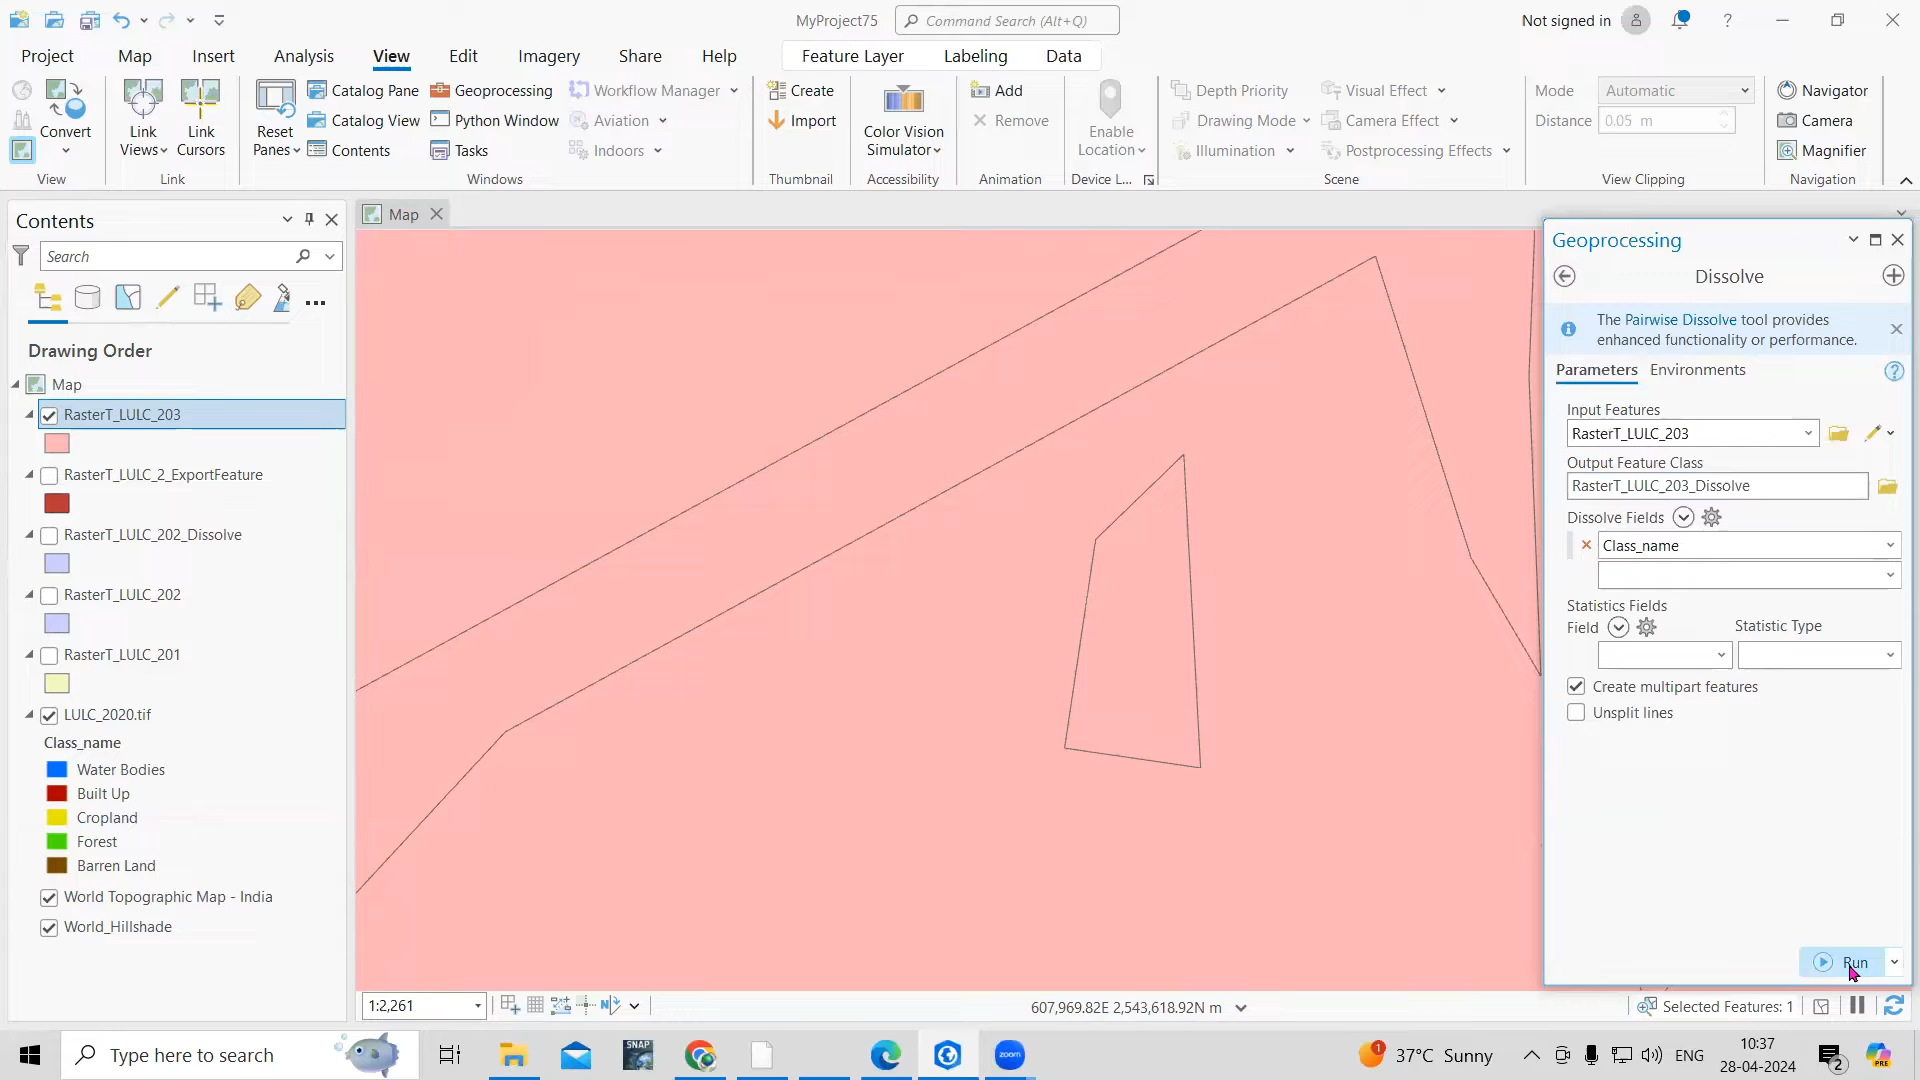 MyProject75
Command Search (Alt+Q)
Not signed in
Project
Map
Insert
Analysis
View
Edit
Imagery
Share
Help
Feature Layer
Labeling
Data
Convert
View
Link
Views
Link
Cursors
Link
Reset
Panes
Catalog Pane
Catalog View
Contents
Geoprocessing
Python Window
Tasks
Windows
Workflow Manager
Aviation
Indoors
Create
Import
Thumbnail
Color Vision
Simulator
Accessibility
Add
Remove
Animation
Enable
Location
Device L...
Depth Priority
Drawing Mode
Illumination
Visual Effect
Camera Effect
Postprocessing Effects
Scene
Mode
Automatic
Distance
0.05 m
View Clipping
Navigator
Camera
Magnifier
Navigation
Contents
Search
Drawing Order
Map
RasterT_LULC_203
RasterT_LULC_2_ExportFeature
RasterT_LULC_202_Dissolve
RasterT_LULC_202
RasterT_LULC_201
LULC_2020.tif
Class_name
Water Bodies
Built Up
Cropland
Forest
Barren Land
World Topographic Map - India
World_Hillshade
Map
1:2,261
607,969.82E 2,543,618.92N m
Selected Features: 1
Geoprocessing
Dissolve
The Pairwise Dissolve tool provides
enhanced functionality or performance.
Parameters
Environments
Input Features
RasterT_LULC_203
Output Feature Class
RasterT_LULC_203_Dissolve
Dissolve Fields
Class_name
Statistics Fields
Field
Statistic Type
Create multipart features
Unsplit lines
Run
Type here to search
SNAP
zoom
1
37°C Sunny
ENG
10:37
28-04-2024
2
PRE